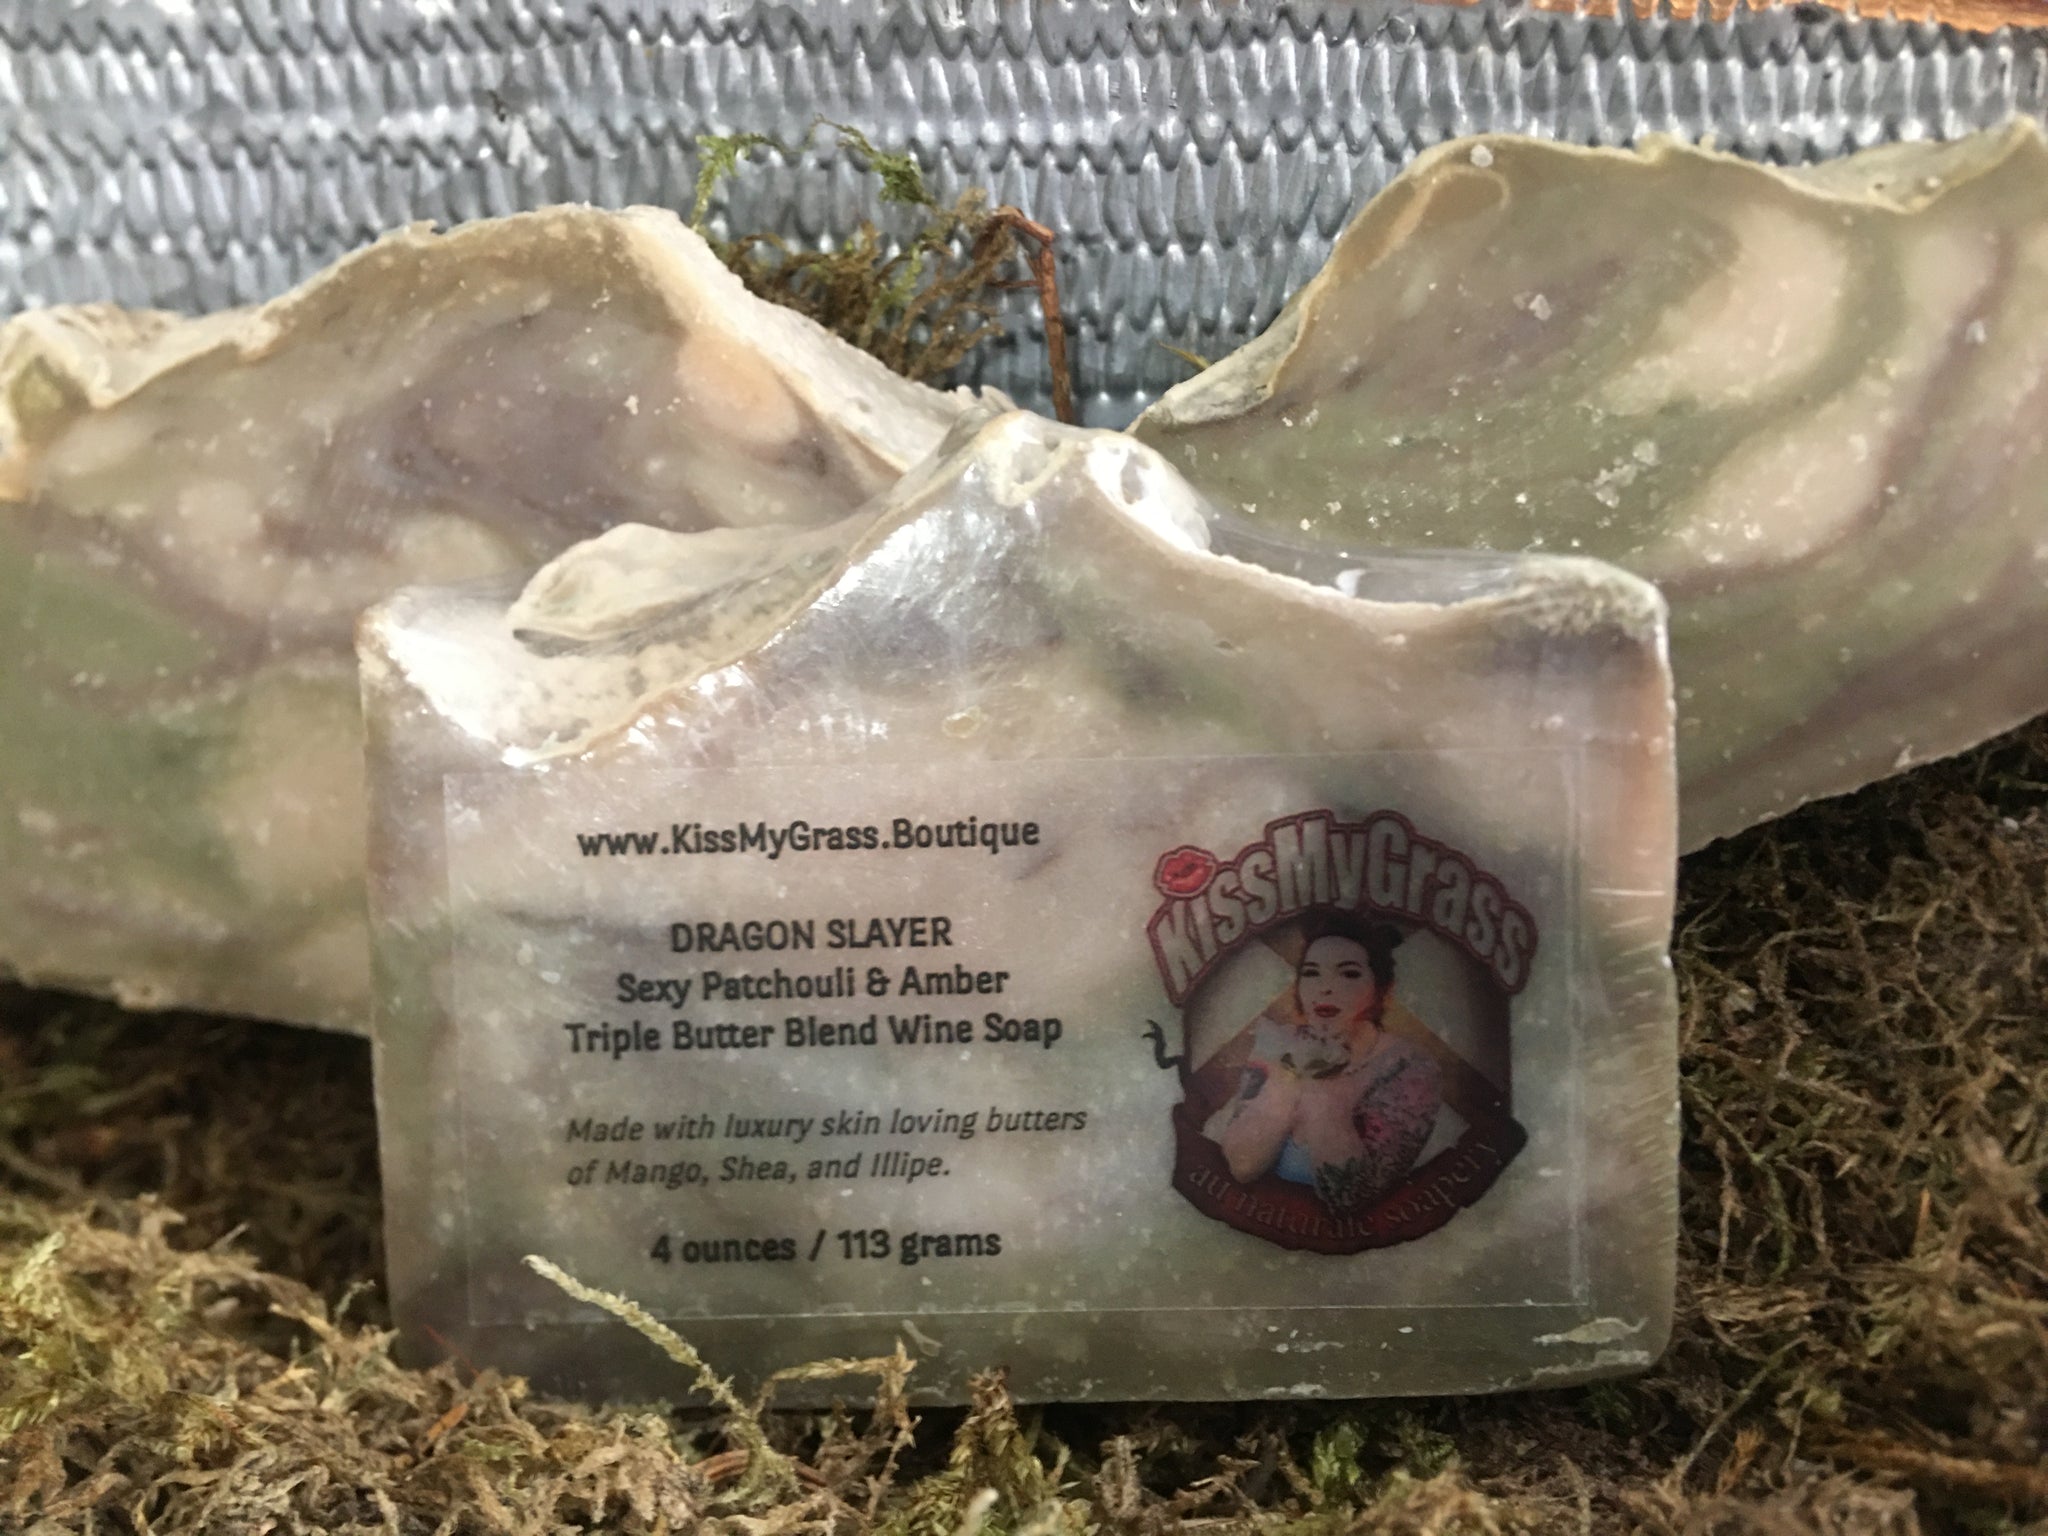 www.KissMyGrass.Boutique
DRAGON SLAYER
Sexy Patchouli & Amber
Triple Butter Blend Wine Soap
Made with luxury skin loving butters
of Mango, Shea, and Illipe.
4 ounces / 113 grams
KissMyGrass
au naturale soapery